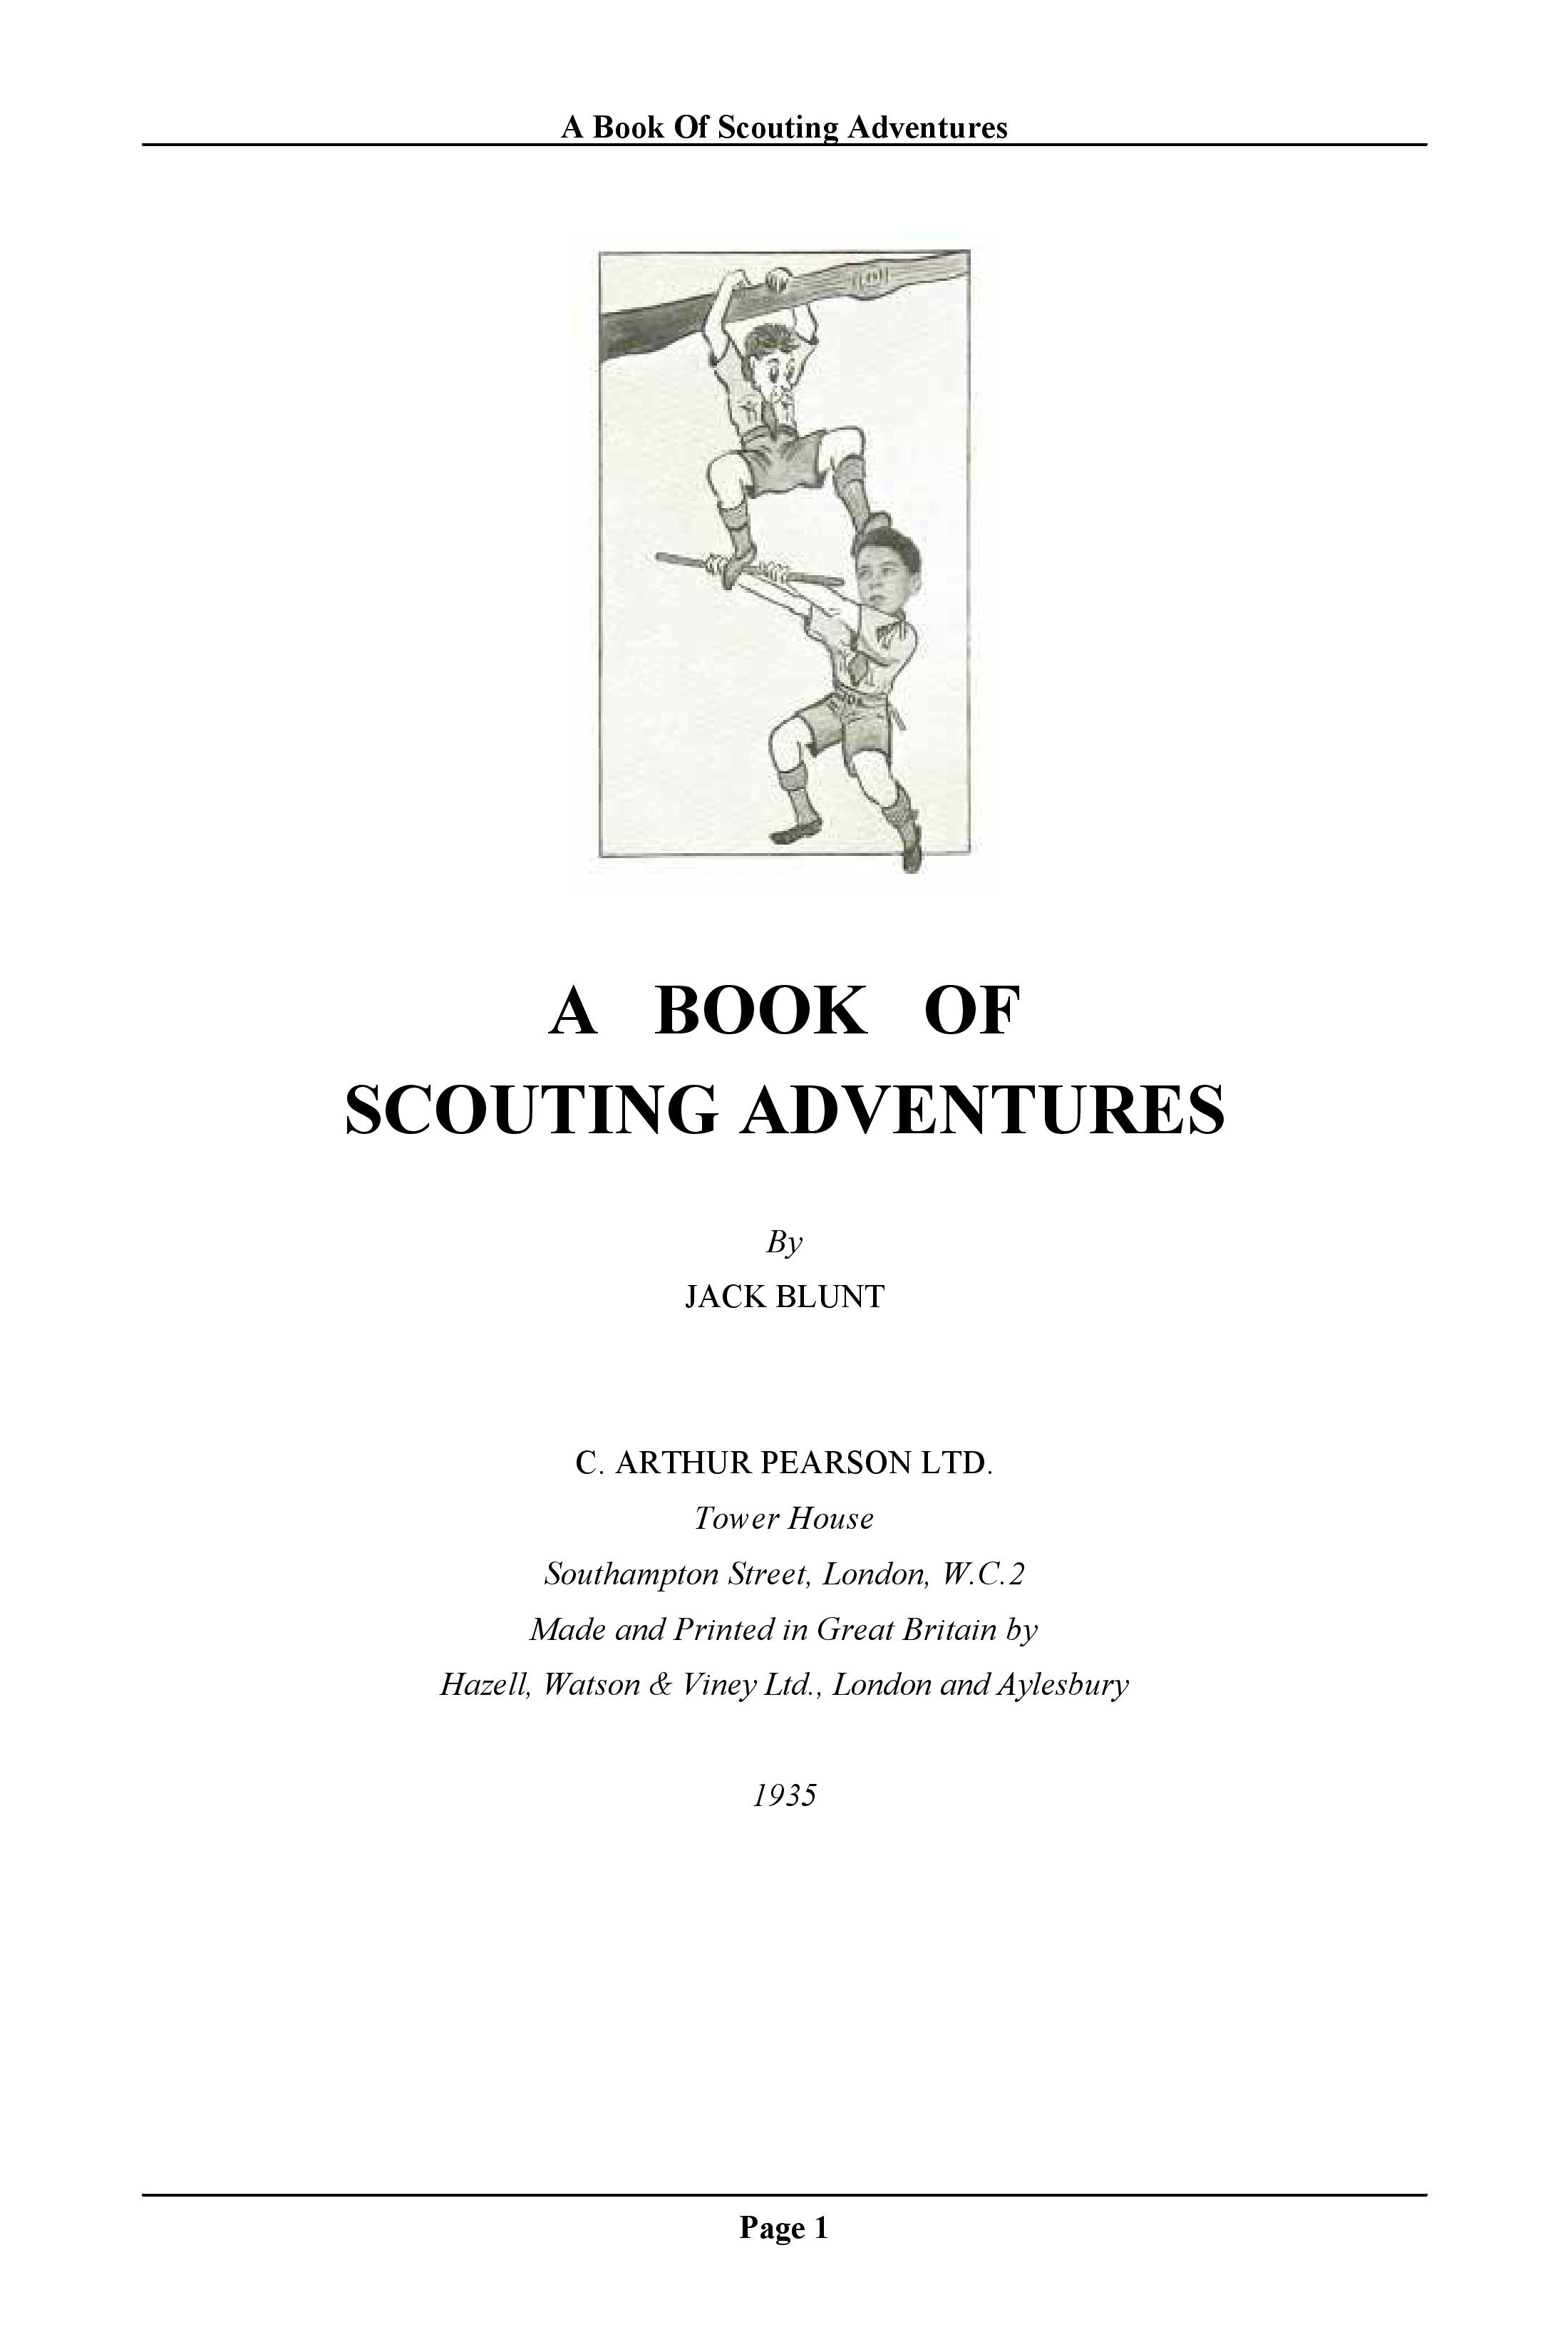 A Book Of Scouting Adventures
A BOOK OF
SCOUTING ADVENTURES
By
JACK BLUNT
C. ARTHUR PEARSON LTD.
Tower House
Southampton Street, London, W.C.2
Made and Printed in Great Britain by
Hazell, Watson & Viney Ltd., London and Aylesbury
1935
Page 1